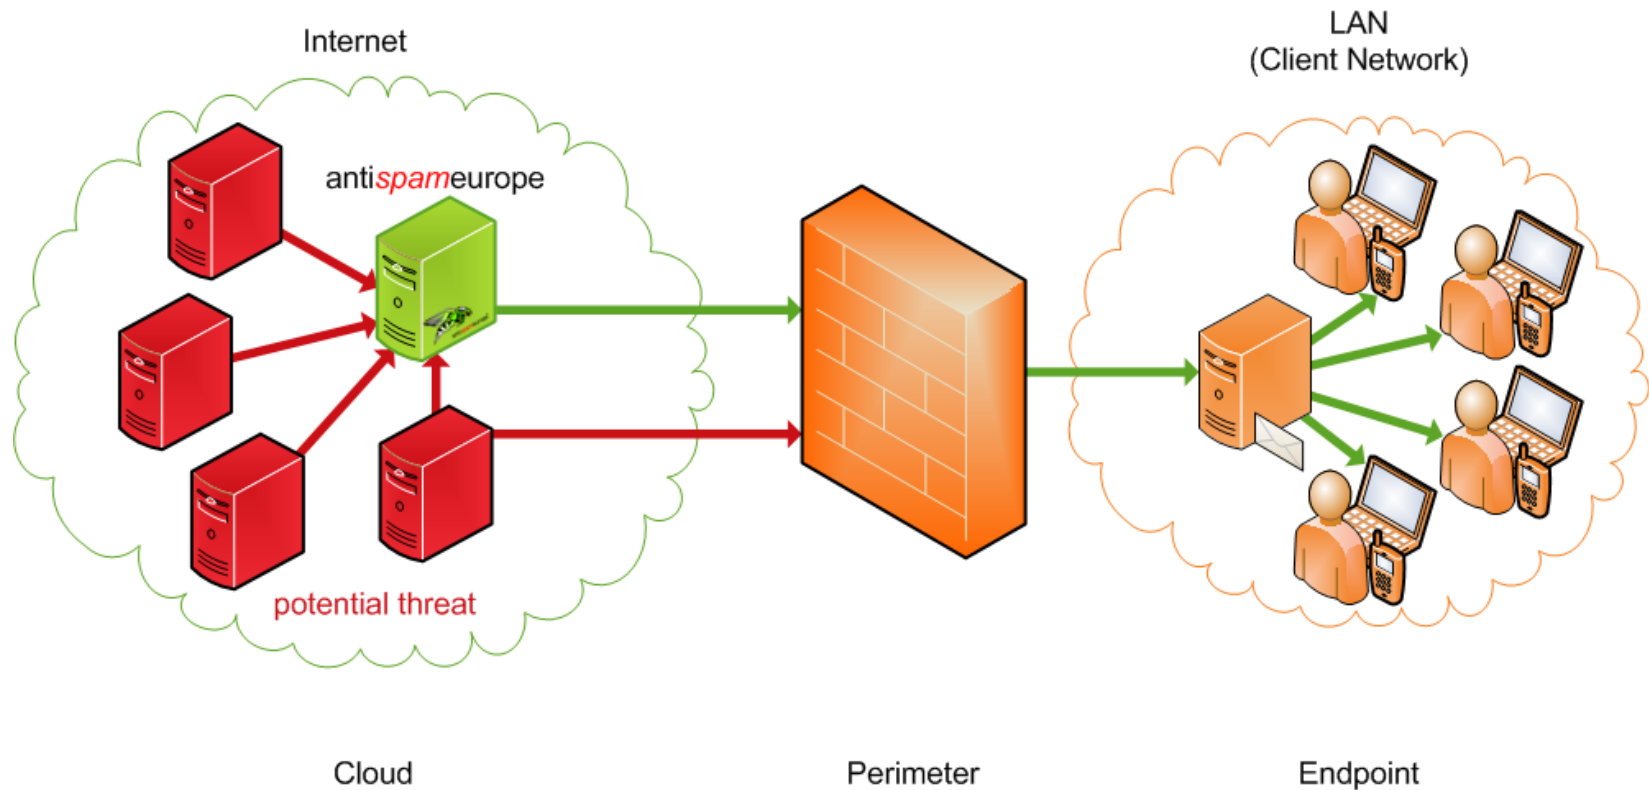 Internet
LAN
(Client Network)
antispameurope
potential threat
Cloud
Perimeter
Endpoint